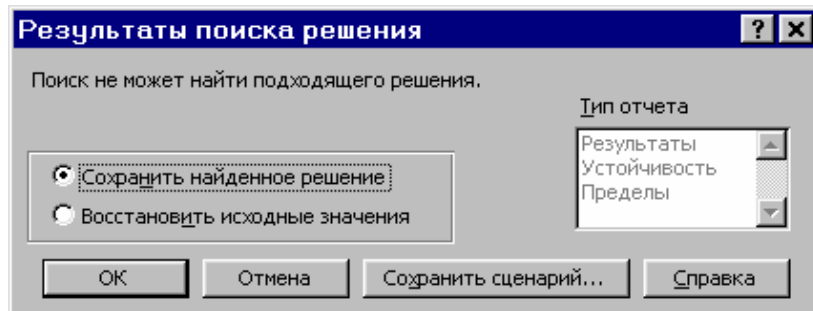 Результаты поиска решения
Поиск не может найти подходящего решения.
Тип отчета
Результаты
Устойчивость
Пределы
Сохранить найденное решение
Восстановить исходные значения
ОК
Отмена
Сохранить сценарий...
Справка